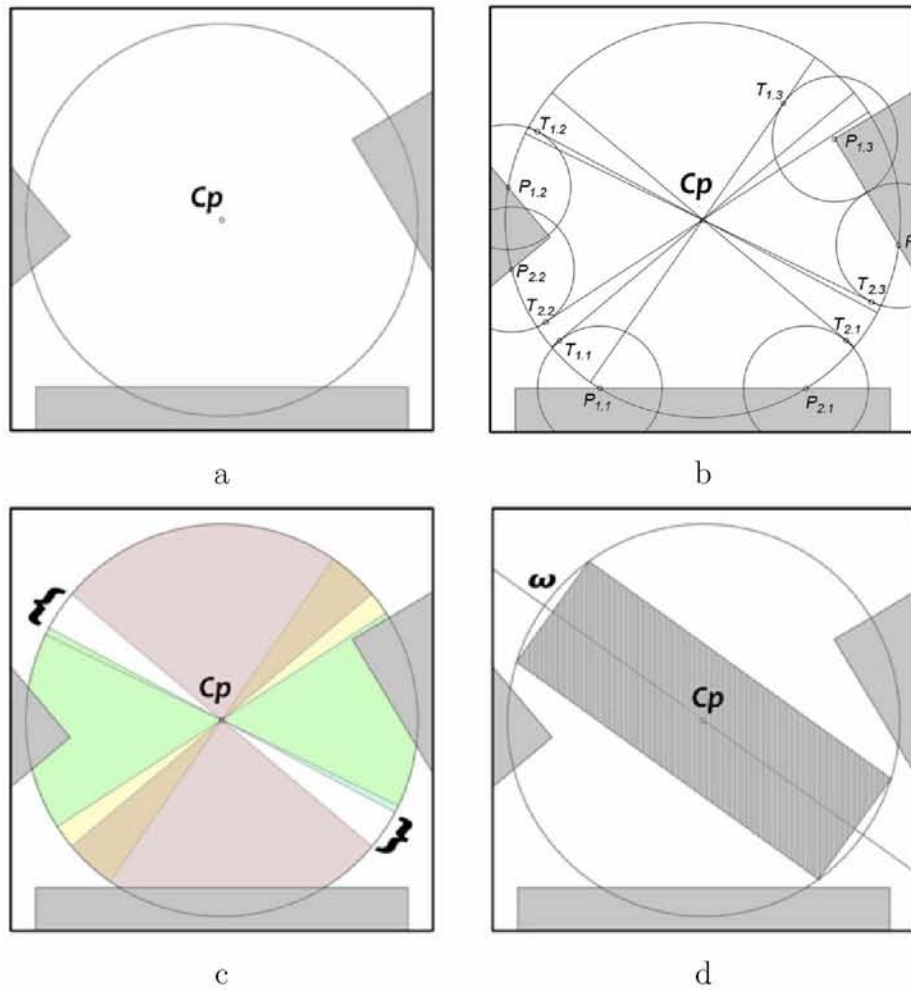 Cp
a
T1.3
T1.2
P1.3
P1.2
Cp
P
P2.2
T2.3
T2.2
T2.1
T1.1
P1.1
P2.1
b
{
Cp
}
c
ω
Cp
d